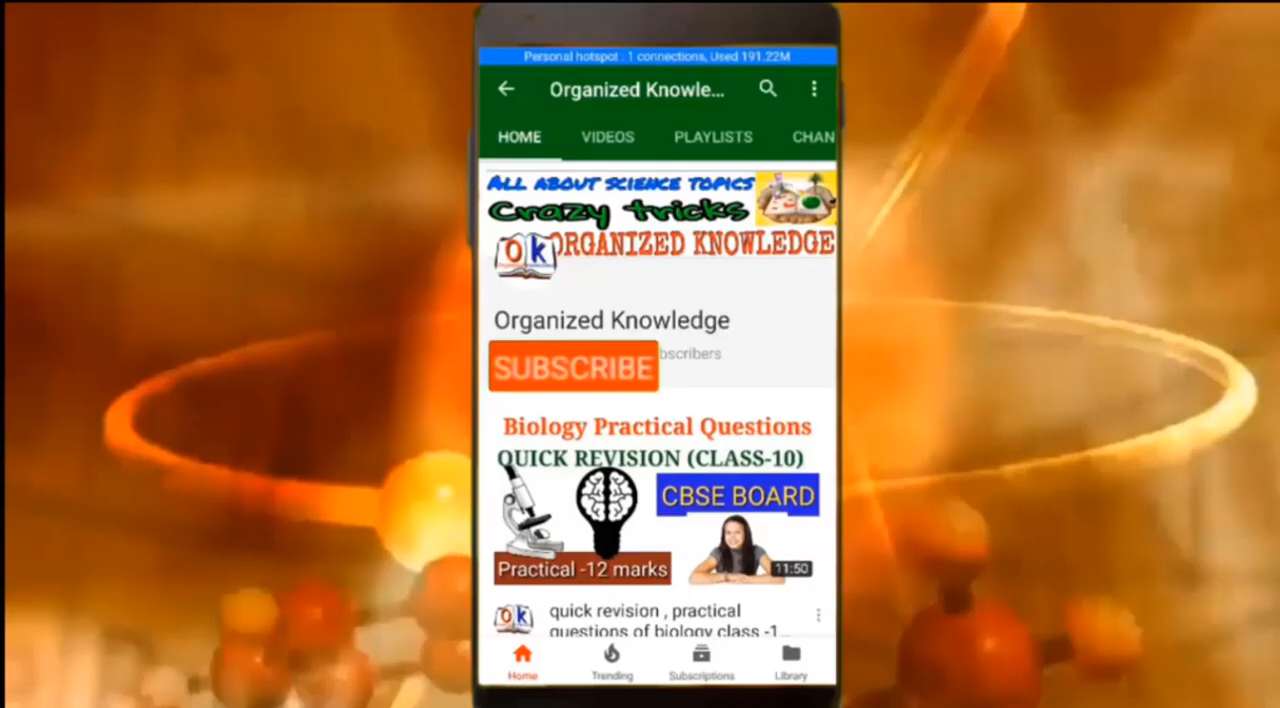 Personal hotspot : 1 connections, Used 191.22M
Organized Knowle...
HOME VIDEOS PLAYLISTS CHAN
ALL ABOUT SCIENCE TOPICS
Crazy tricks
Ok ORGANIZED KNOWLEDGE
Organized Knowledge
SUBSCRIBE bscribers
Biology Practical Questions
QUICK REVISION (CLASS-10)
CBSE BOARD
Practical -12 marks
11:50
Ok quick revision , practical
questions of biology class -1...
Home Trending Subscriptions Library